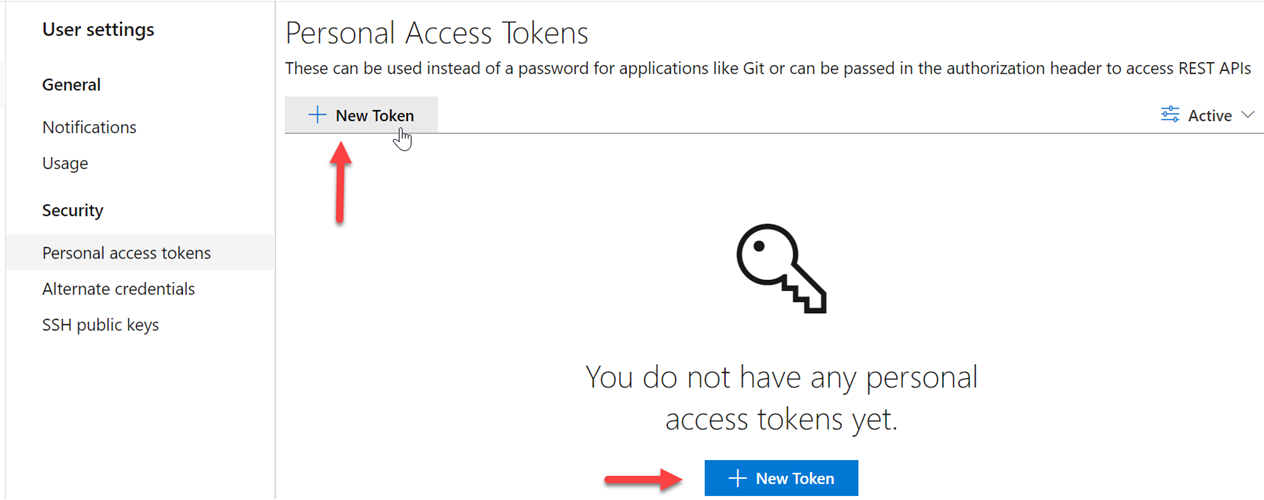 User settings
General
Notifications
Usage
Security
Personal access tokens
Alternate credentials
SSH public keys
Personal Access Tokens
These can be used instead of a password for applications like Git or can be passed in the authorization header to access REST APIs
New Token
Active
You do not have any personal
access tokens yet.
New Token